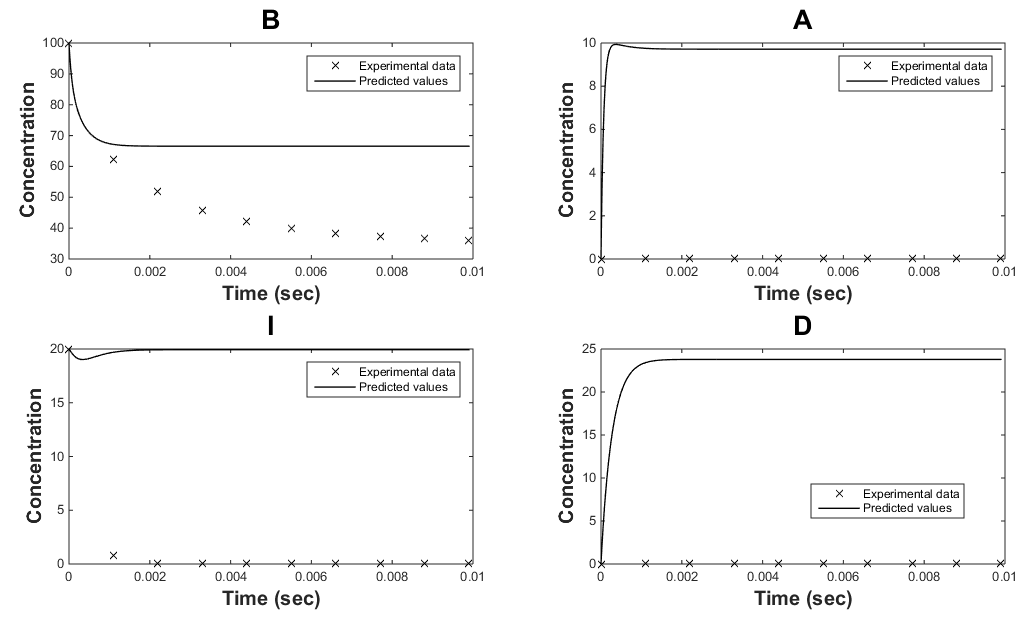 B
Concentration
100
90
80
70
60
50
40
30
0
0.002
0.004
0.006
0.008
0.01
Time (sec)
Experimental data
Predicted values
A
Concentration
10
8
6
4
2
0
0
0.002
0.004
0.006
0.008
0.01
Time (sec)
Experimental data
Predicted values
I
Concentration
20
15
10
5
0
0
0.002
0.004
0.006
0.008
0.01
Time (sec)
Experimental data
Predicted values
D
Concentration
25
20
15
10
5
0
0
0.002
0.004
0.006
0.008
0.01
Time (sec)
Experimental data
Predicted values